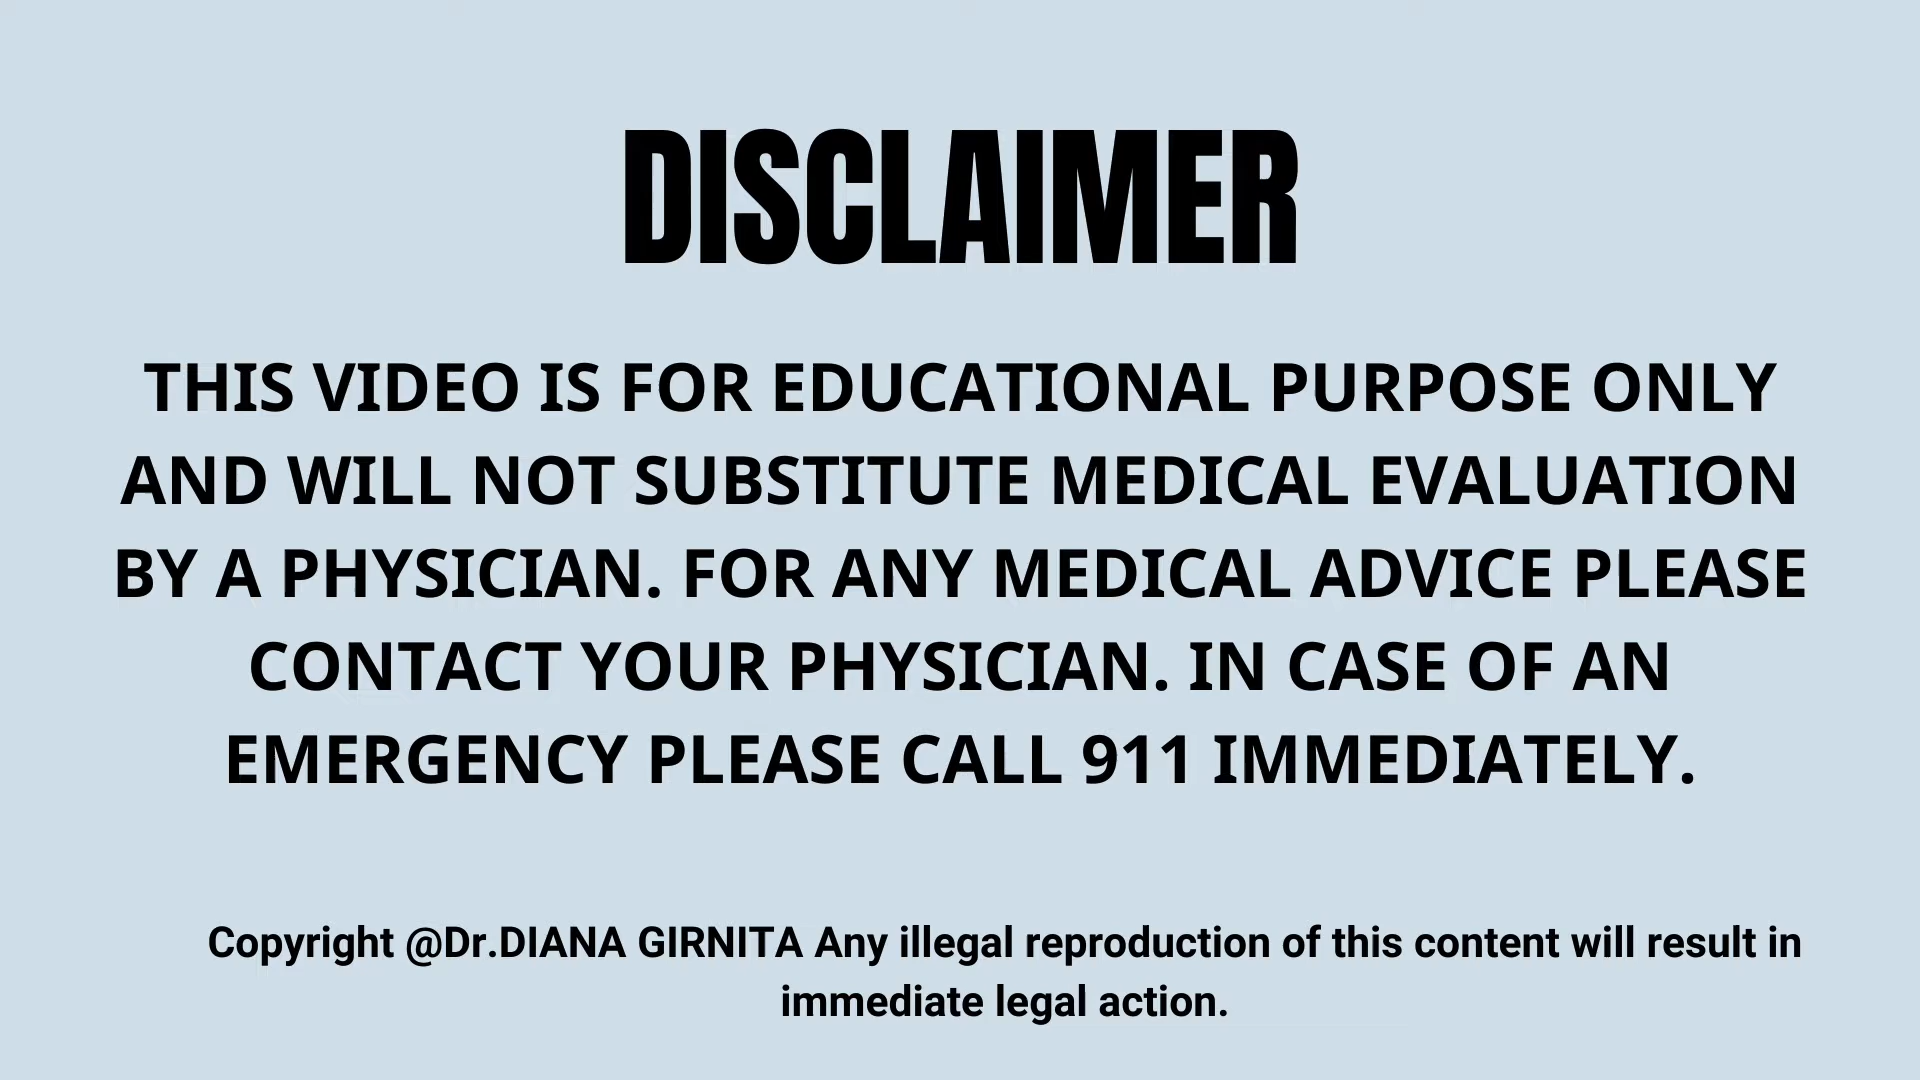 DISCLAIMER
THIS VIDEO IS FOR EDUCATIONAL PURPOSE ONLY
AND WILL NOT SUBSTITUTE MEDICAL EVALUATION
BY A PHYSICIAN. FOR ANY MEDICAL ADVICE PLEASE
CONTACT YOUR PHYSICIAN. IN CASE OF AN
EMERGENCY PLEASE CALL 911 IMMEDIATELY.
Copyright @Dr.DIANA GIRNITA Any illegal reproduction of this content will result in
immediate legal action.